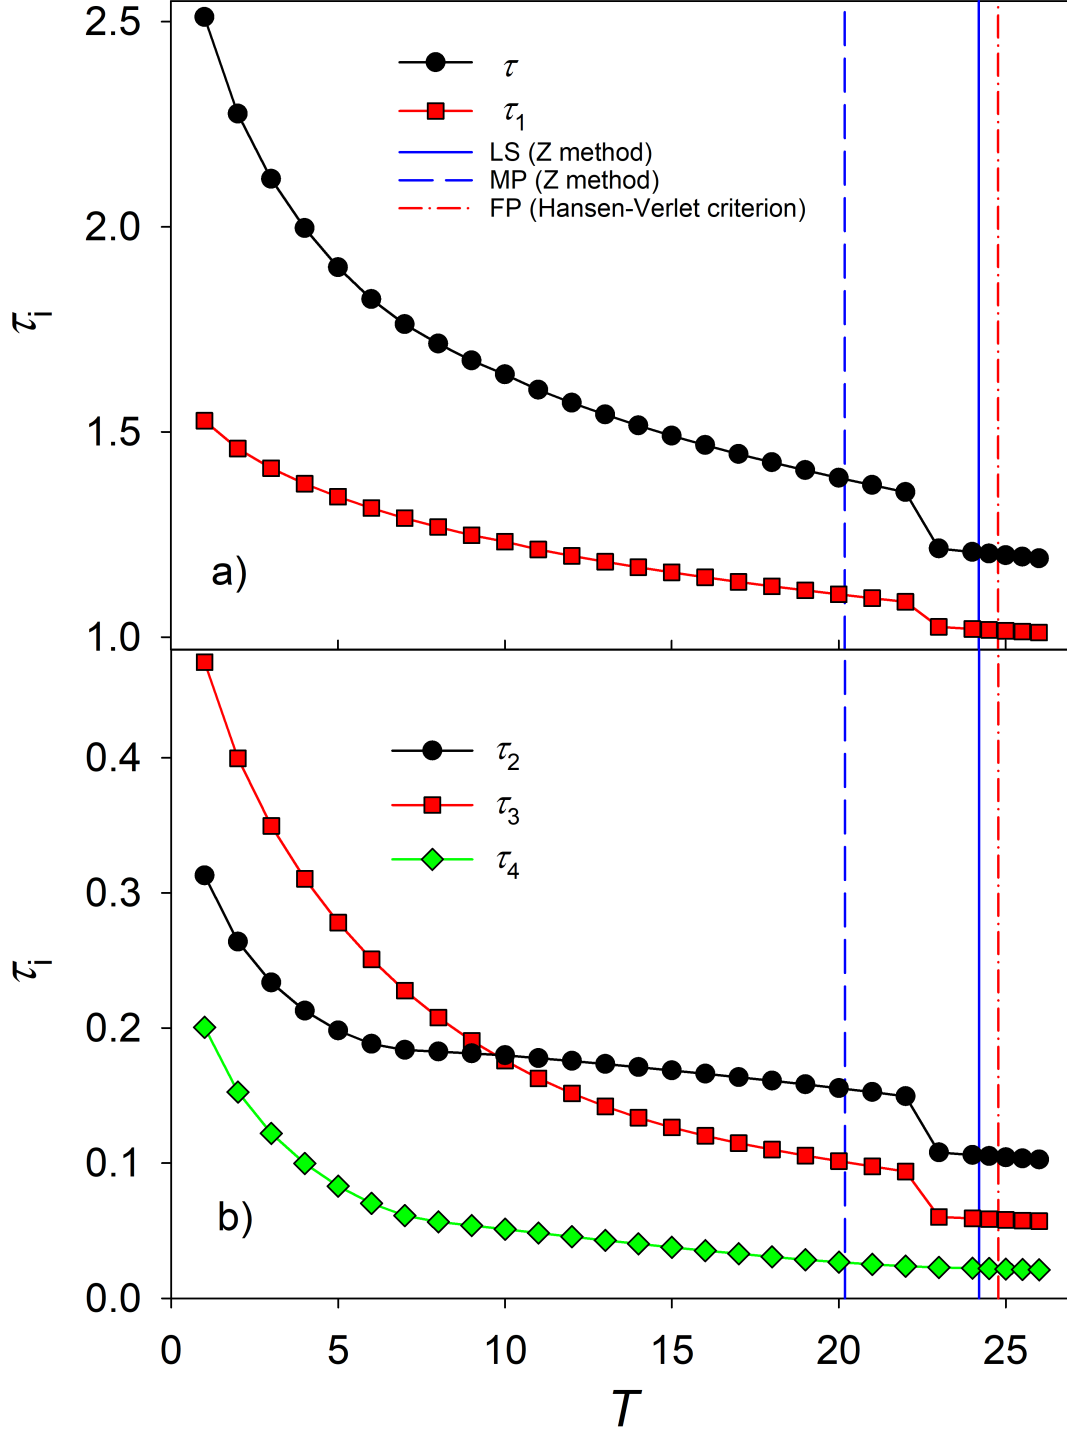 2.5
τ
τ1
LS (Z method)
MP (Z method)
FP (Hansen-Verlet criterion)
2.0
τi
1.5
a)
1.0
τ2
0.4
τ3
τ4
0.3
τi
0.2
0.1
b)
0.0
0 5 10 15 20 25
T